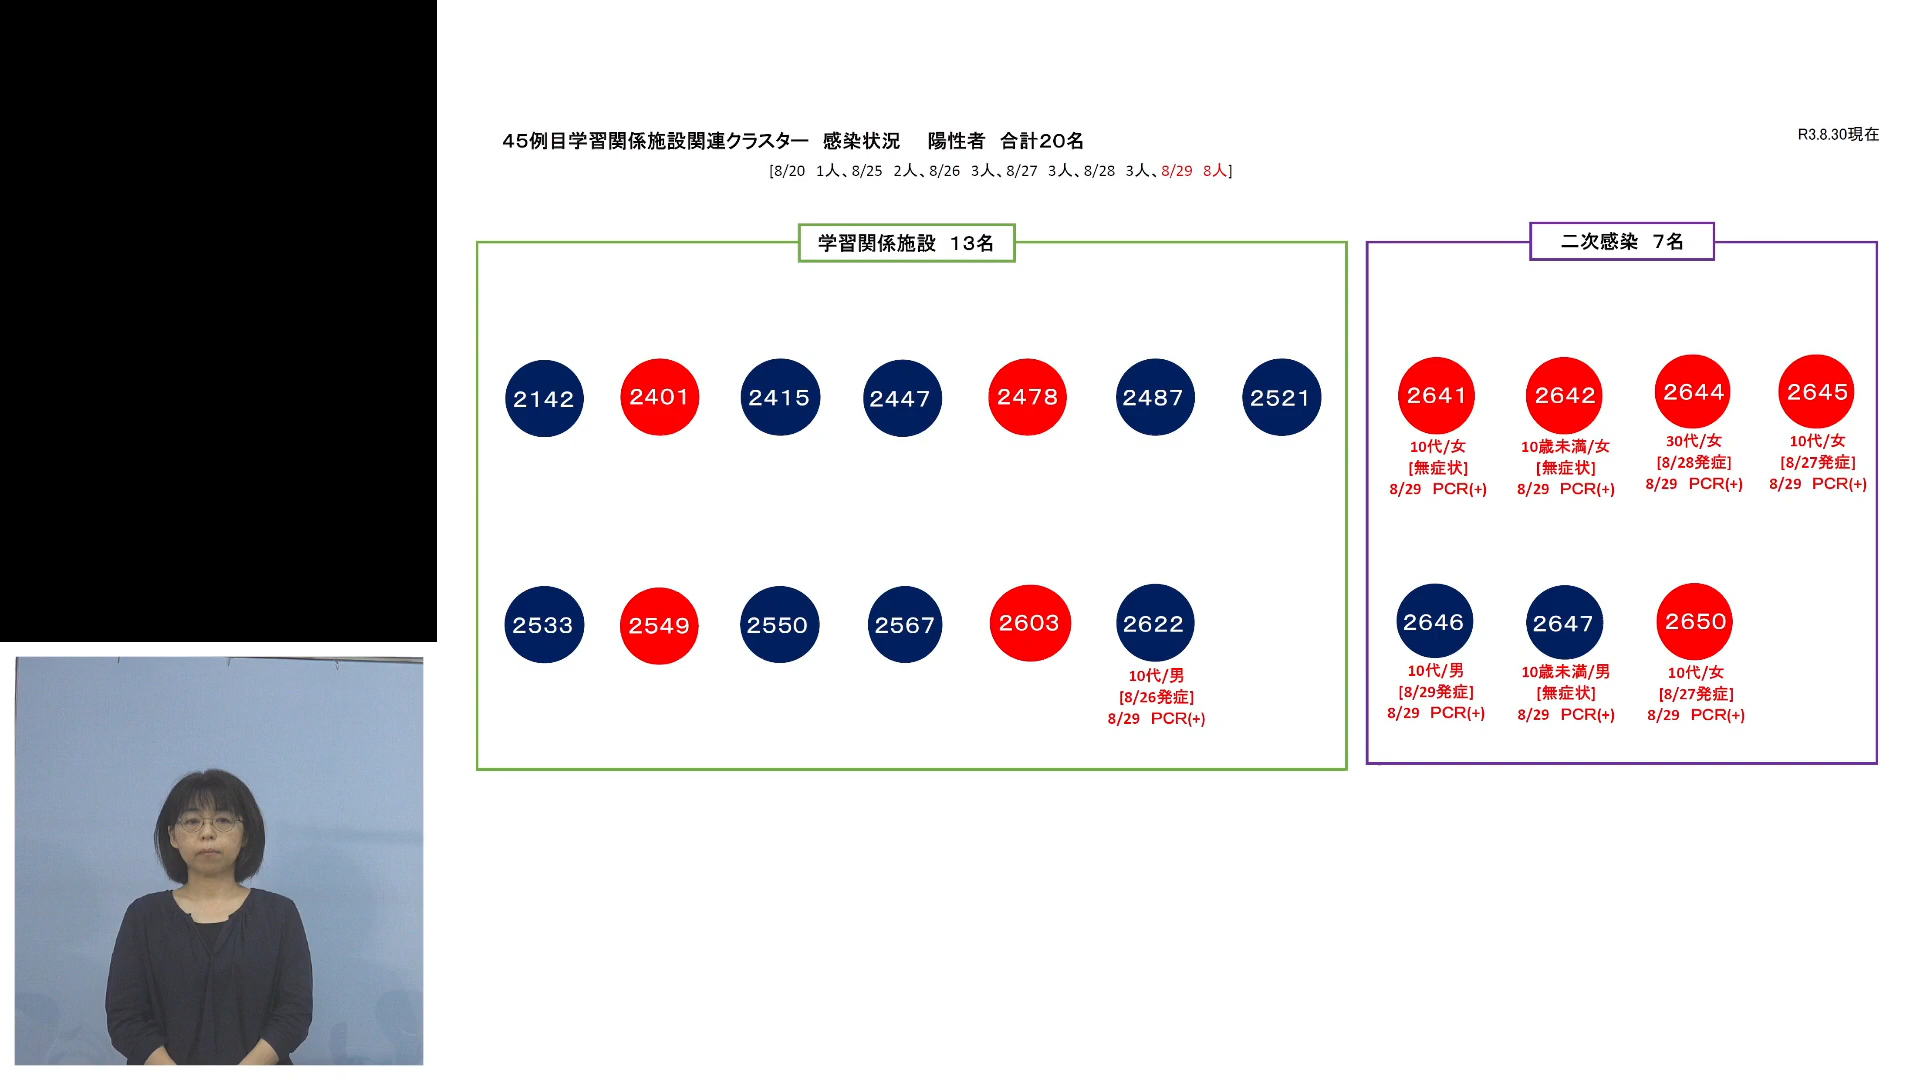 45例目学習関係施設関連クラスター　感染状況　陽性者　合計20名
R3.8.30現在
[8/20　1人、8/25　2人、8/26　3人、8/27　3人、8/28　3人、8/29　8人]
学習関係施設　13名
2142 2401 2415 2447 2478 2487 2521
2533 2549 2550 2567 2603 2622
10代/男
[8/26発症]
8/29　PCR(+)
二次感染　7名
2641 2642 2644 2645
10代/女 10歳未満/女 30代/女 10代/女
[無症状] [無症状] [8/28発症] [8/27発症]
8/29　PCR(+) 8/29　PCR(+) 8/29　PCR(+) 8/29　PCR(+)
2646 2647 2650
10代/男 10歳未満/男 10代/女
[8/29発症] [無症状] [8/27発症]
8/29　PCR(+) 8/29　PCR(+) 8/29　PCR(+)